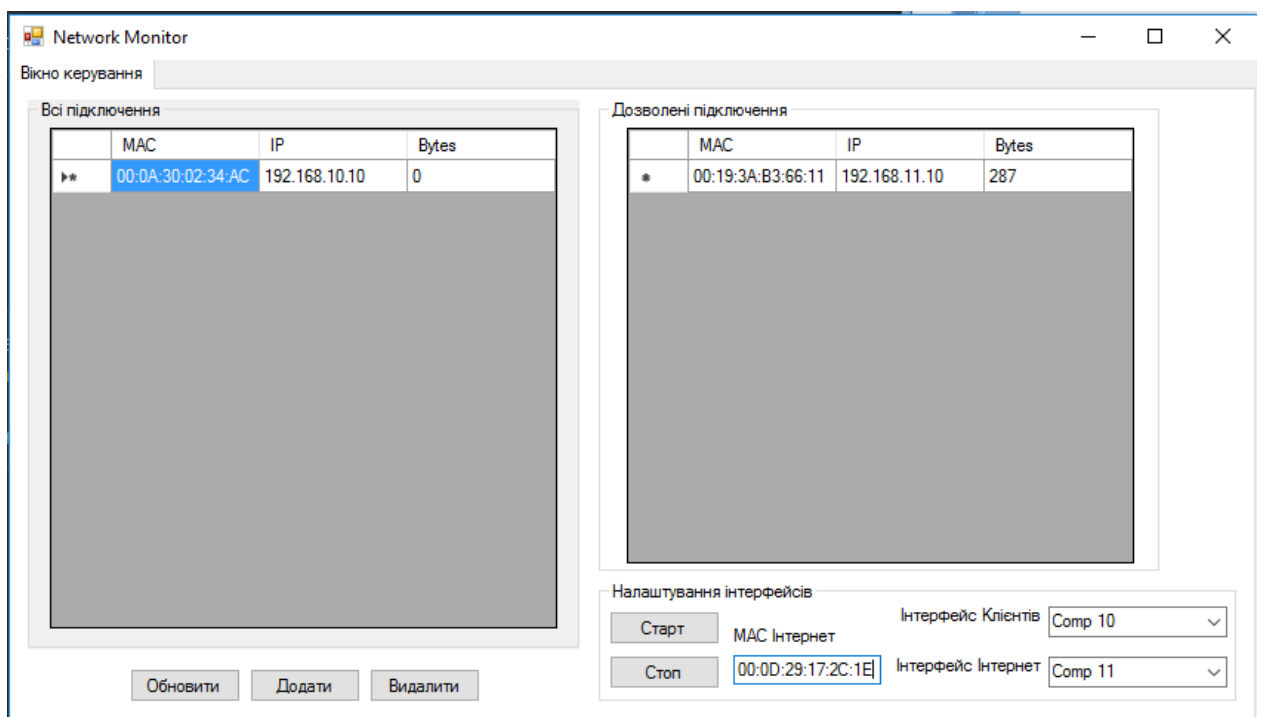 Network Monitor
Вікно керування
Всі підключення
MAC IP Bytes
00:0A:30:02:34:AC 192.168.10.10 0
Обновити Додати Видалити
Дозволені підключення
MAC IP Bytes
00:19:3A:B3:66:11 192.168.11.10 287
Налаштування інтерфейсів
Старт
Стоп
MAC Інтернет
00:0D:29:17:2C:1E
Інтерфейс Клієнтів Comp 10
Інтерфейс Інтернет Comp 11